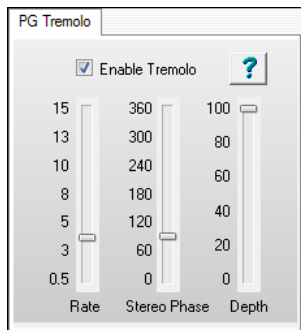 PG Tremolo
Enable Tremolo ?
15 360 100
13 300 80
10 240 60
8 180 40
5 120 20
3 60 0
0.5 0
Rate Stereo Phase Depth